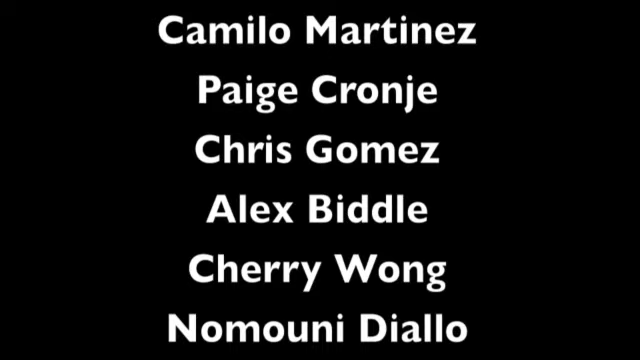 Camilo Martinez
Paige Cronje
Chris Gomez
Alex Biddle
Cherry Wong
Nomouni Diallo